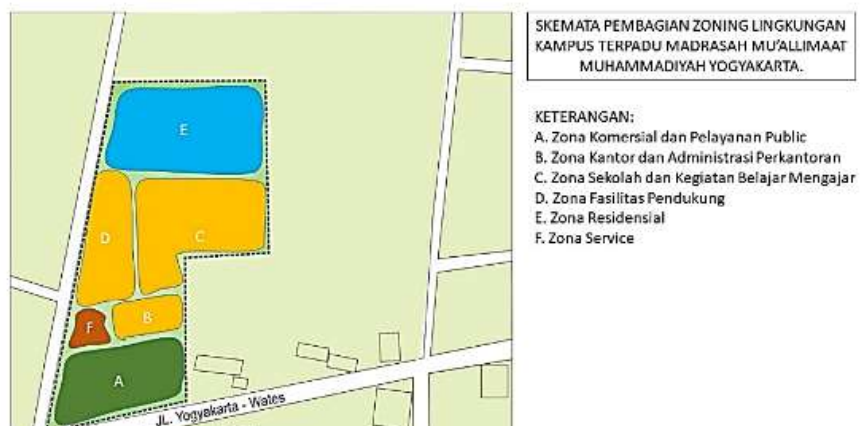 SKEMATA PEMBAGIAN ZONING LINGKUNGAN
KAMPUS TERPADU MADRASAH MU'ALLIMAAT
MUHAMMADIYAH YOGYAKARTA.
KETERANGAN:
A. Zona Komersial dan Pelayanan Public
B. Zona Kantor dan Administrasi Perkantoran
C. Zona Sekolah dan Kegiatan Belajar Mengajar
D. Zona Fasilitas Pendukung
E. Zona Residensial
F. Zona Service
E
D
C
B
F
A
JL. Yogyakarta - Wates